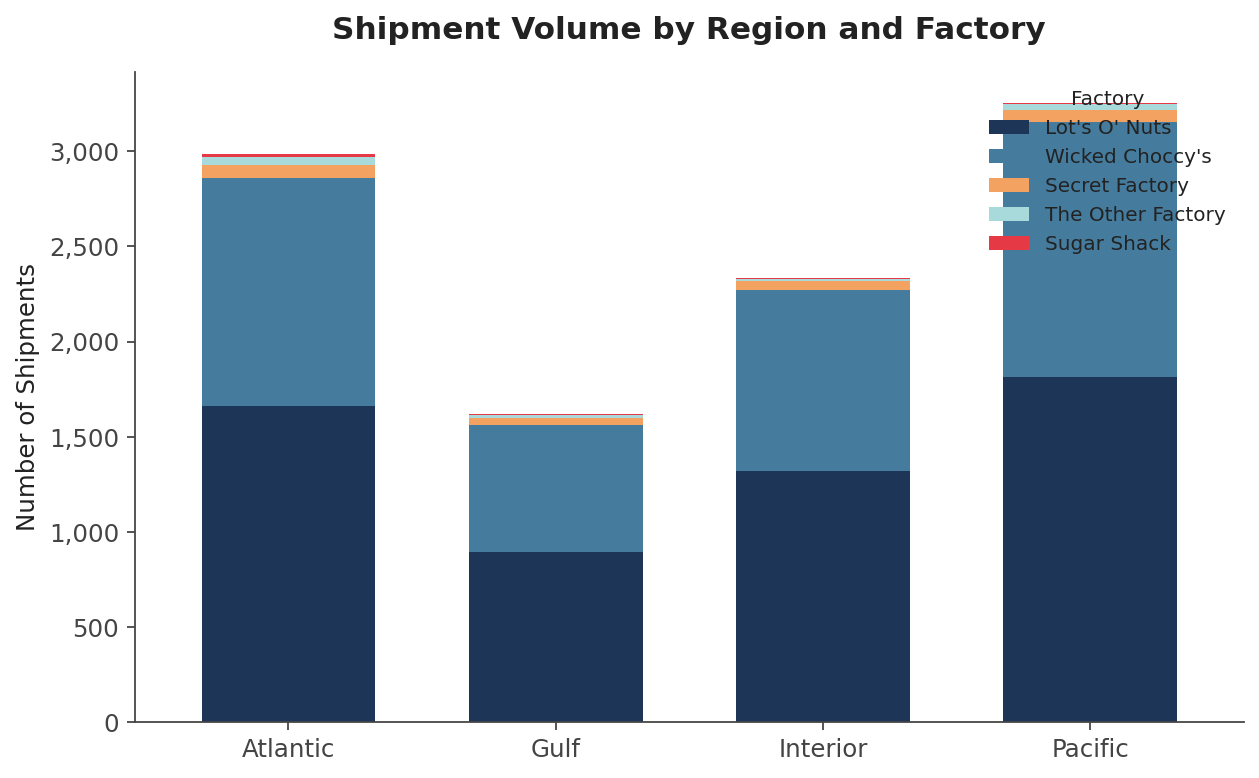 Shipment Volume by Region and Factory
Number of Shipments
3,000
2,500
2,000
1,500
1,000
500
0
Atlantic
Gulf
Interior
Pacific
Factory
Lot's O' Nuts
Wicked Choccy's
Secret Factory
The Other Factory
Sugar Shack